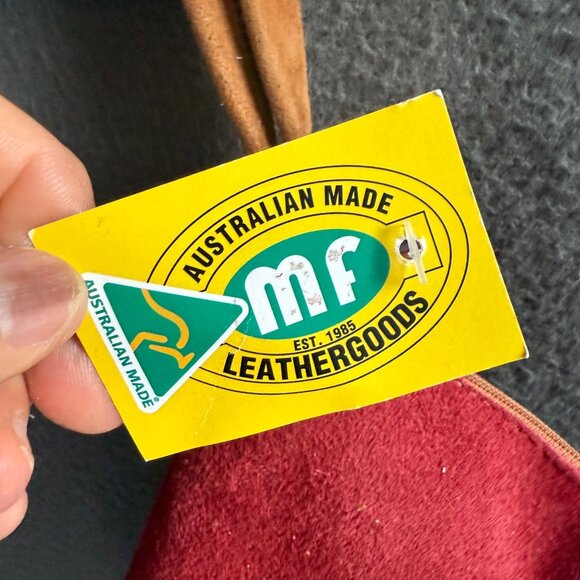 AUSTRALIAN MADE
mf
EST. 1985
LEATHERGOODS
AUSTRALIAN MADE®